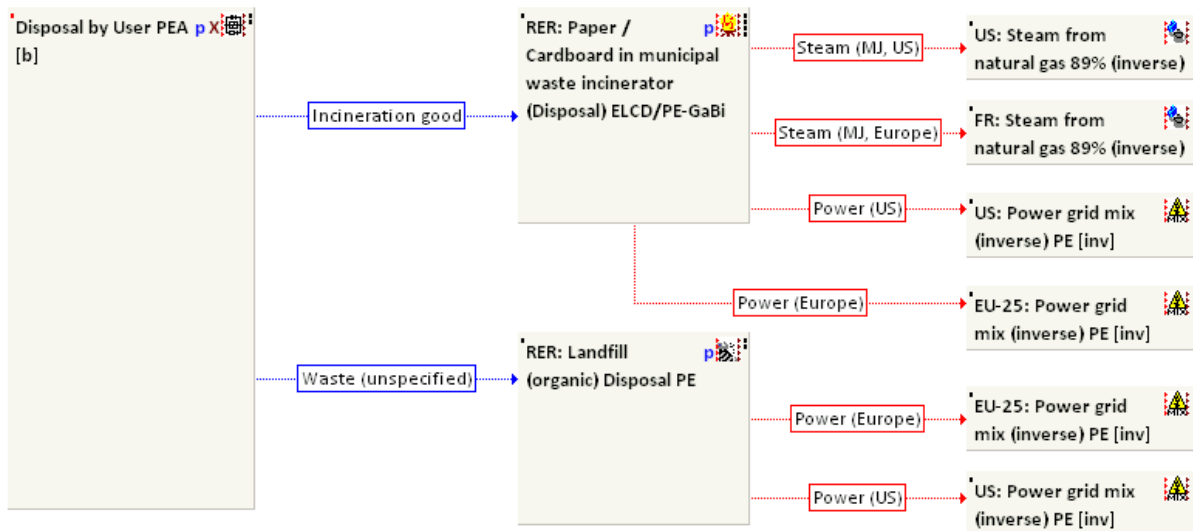 Disposal by User PEA p X
[b]
Incineration good
Waste (unspecified)
RER: Paper / p
Cardboard in municipal
waste incinerator
(Disposal) ELCD/PE-GaBi
RER: Landfill p
(organic) Disposal PE
Steam (MJ, US)
Steam (MJ, Europe)
Power (US)
Power (Europe)
Power (Europe)
Power (US)
US: Steam from
natural gas 89% (inverse)
FR: Steam from
natural gas 89% (inverse)
US: Power grid mix
(inverse) PE [inv]
EU-25: Power grid
mix (inverse) PE [inv]
EU-25: Power grid
mix (inverse) PE [inv]
US: Power grid mix
(inverse) PE [inv]